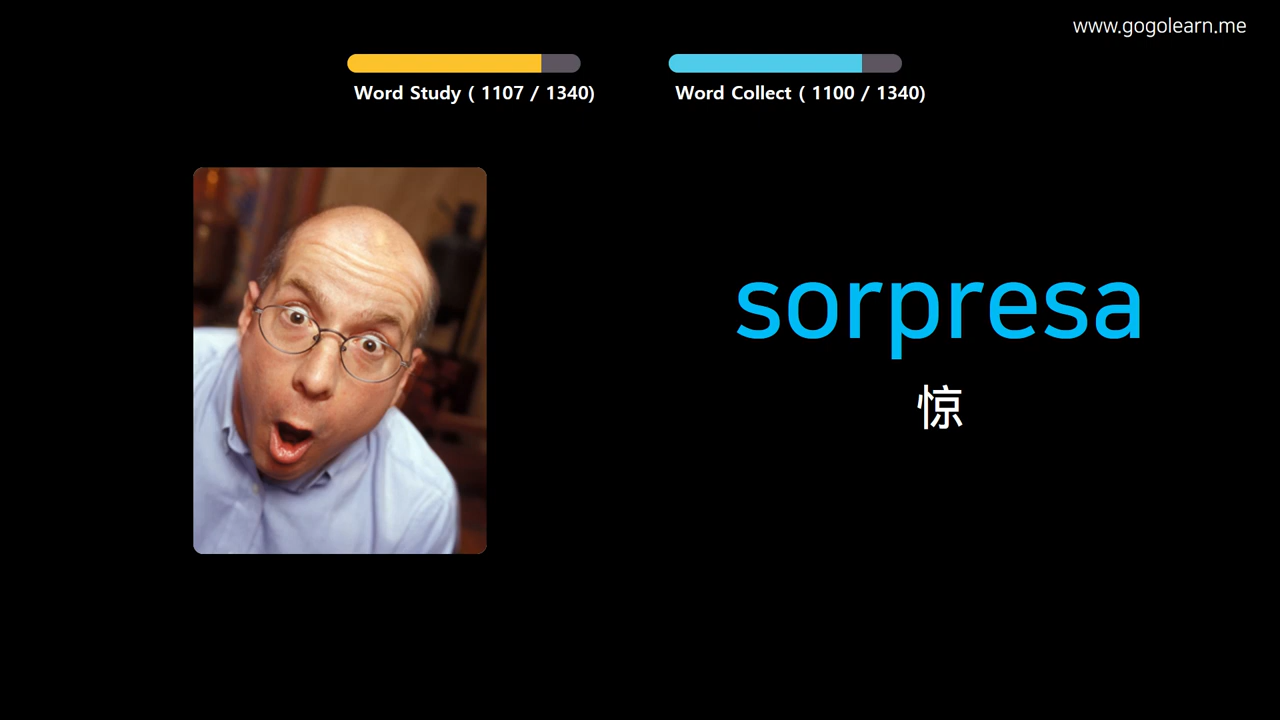 www.gogolearn.me
Word Study ( 1107 / 1340)
Word Collect ( 1100 / 1340)
sorpresa
惊